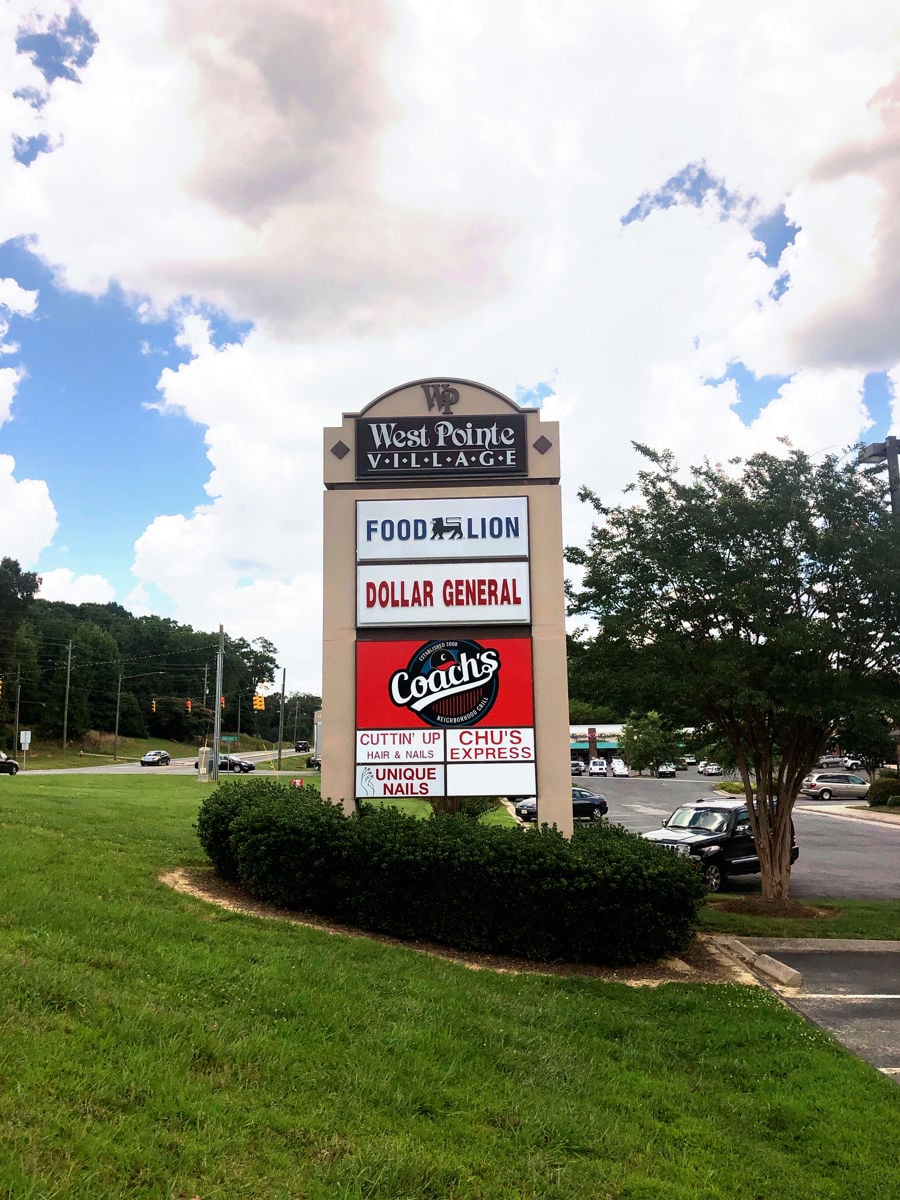 WP
West Pointe
V·I·L·L·A·G·E
FOOD LION
DOLLAR GENERAL
ESTABLISHED 2008
C
Coach's
NEIGHBORHOOD GRILL
CUTTIN' UP
HAIR & NAILS
CHU'S
EXPRESS
UNIQUE
NAILS